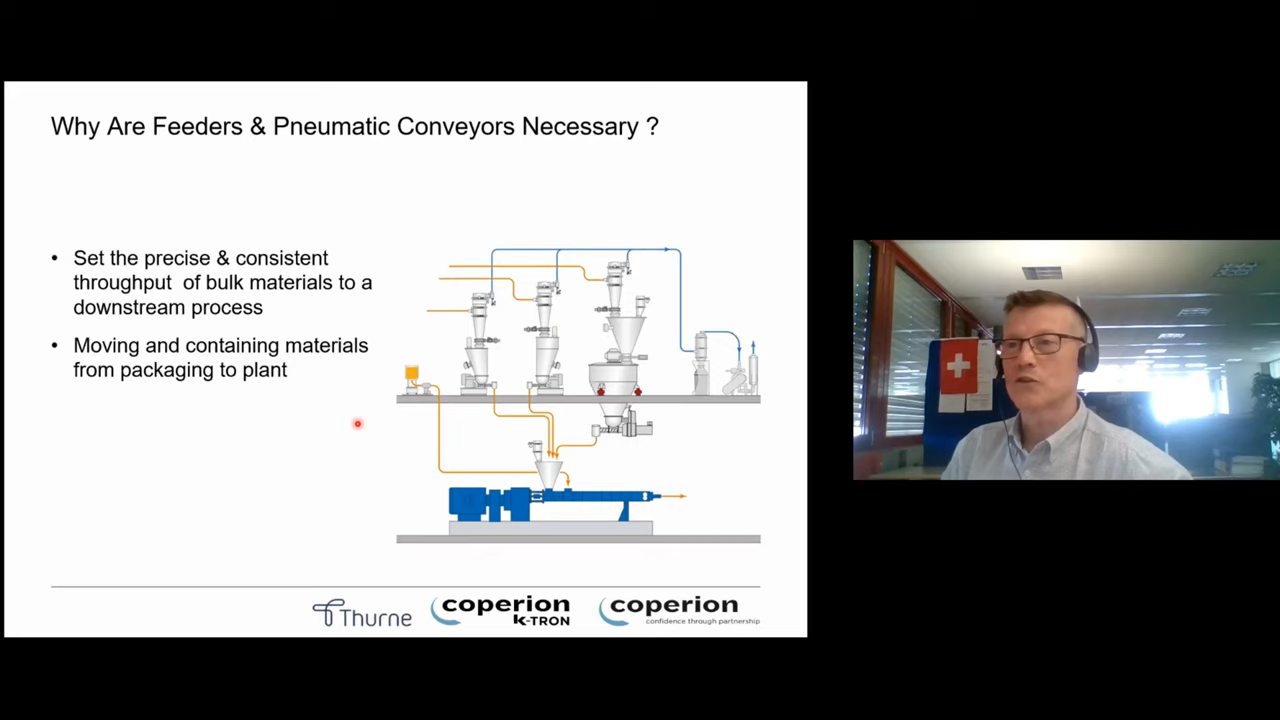 Why Are Feeders & Pneumatic Conveyors Necessary ?
• Set the precise & consistent
throughput of bulk materials to a
downstream process
• Moving and containing materials
from packaging to plant
Thurne
coperion
K-TRON
coperion
confidence through partnership